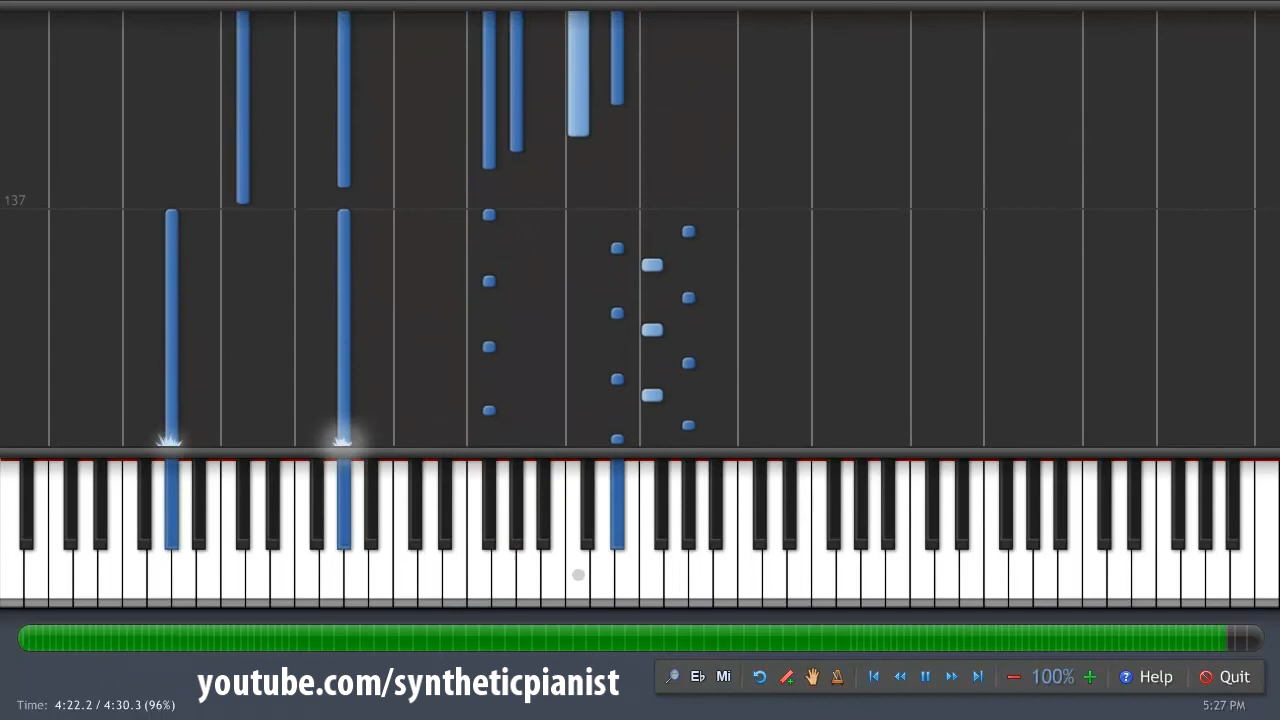 137
youtube.com/syntheticpianist
Eb Mi 100% Help Quit
Time: 4:22.2 / 4:30.3 (96%)
5:27 PM